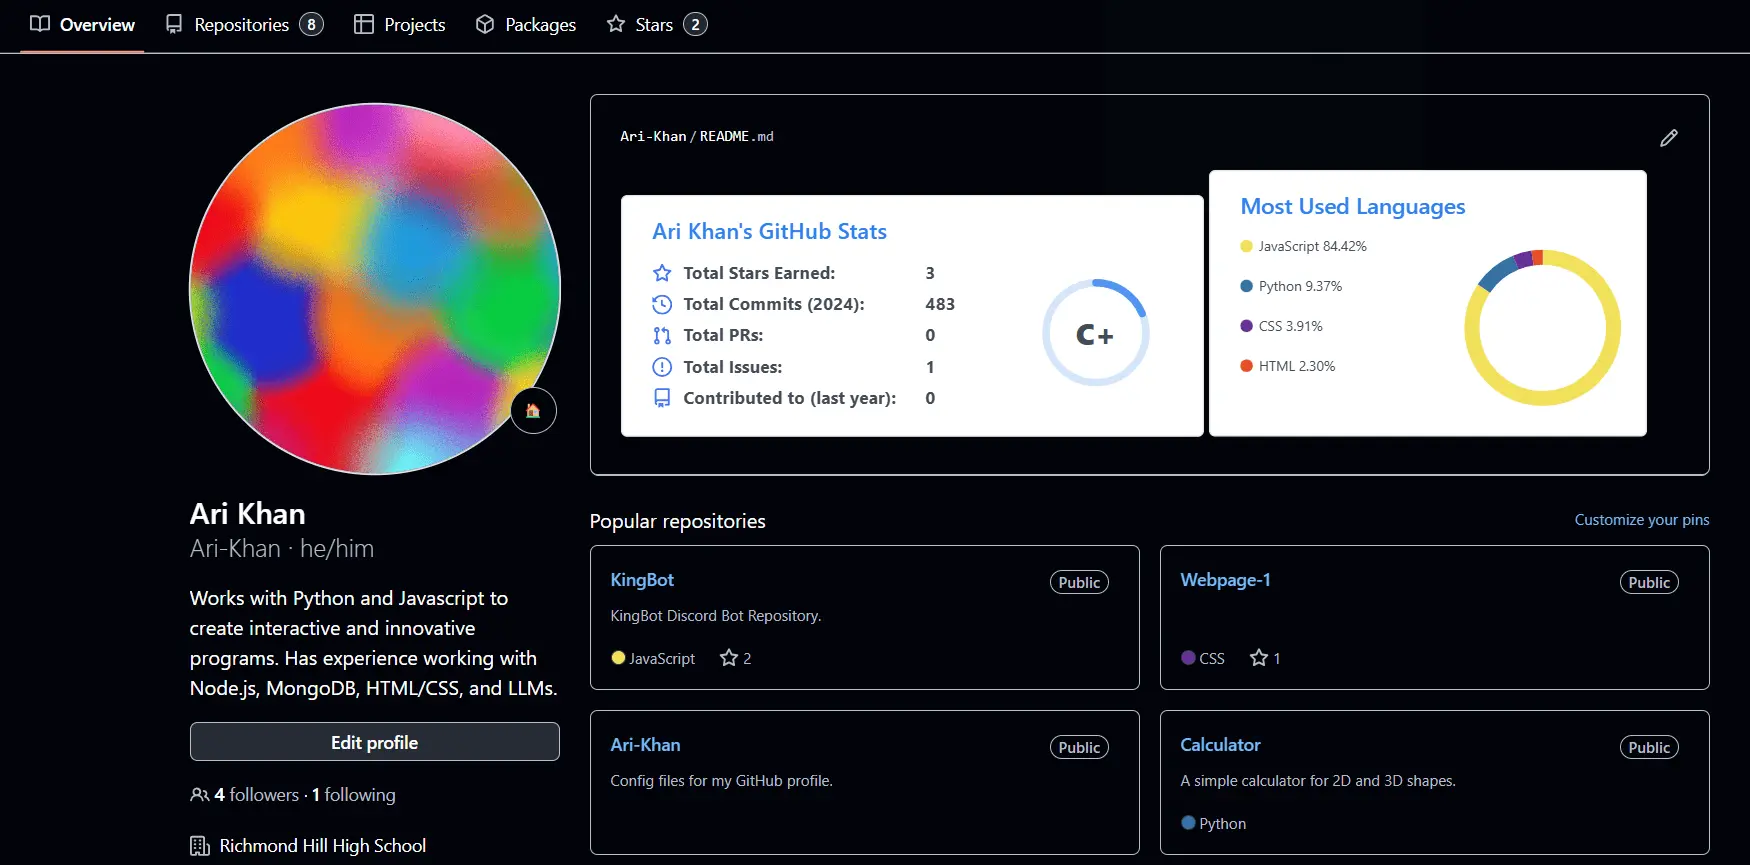 Overview Repositories 8 Projects Packages Stars 2
Ari-Khan/README.md
Ari Khan's GitHub Stats
Total Stars Earned: 3
Total Commits (2024): 483
Total PRs: 0
Total Issues: 1
Contributed to (last year): 0
C+
Most Used Languages
JavaScript 84.42%
Python 9.37%
CSS 3.91%
HTML 2.30%
Ari Khan
Ari-Khan · he/him
Works with Python and Javascript to
create interactive and innovative
programs. Has experience working with
Node.js, MongoDB, HTML/CSS, and LLMs.
Edit profile
4 followers · 1 following
Richmond Hill High School
Popular repositories
Customize your pins
KingBot Public
KingBot Discord Bot Repository.
JavaScript 2
Webpage-1 Public
CSS 1
Ari-Khan Public
Config files for my GitHub profile.
Calculator Public
A simple calculator for 2D and 3D shapes.
Python